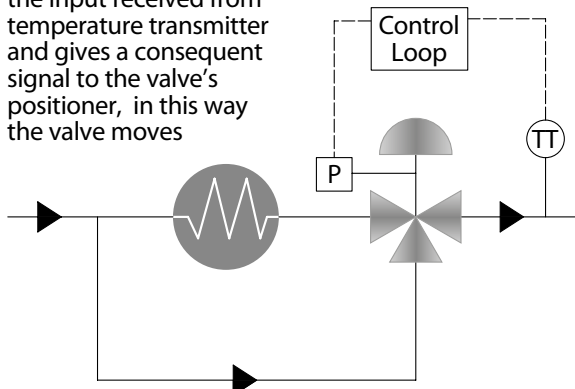 the input received from
temperature transmitter
and gives a consequent
signal to the valve's
positioner, in this way
the valve moves
Control
Loop
TT
P